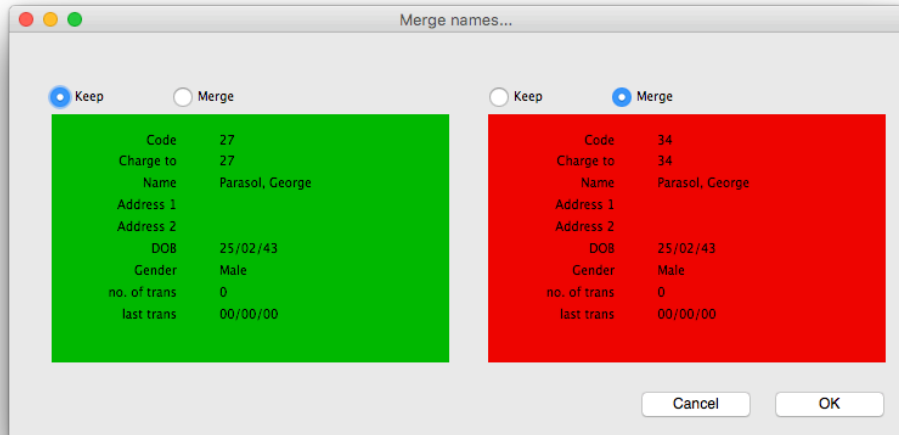 Merge names...
Keep Merge Keep Merge
Code 27
Charge to 27
Name Parasol, George
Address 1
Address 2
DOB 25/02/43
Gender Male
no. of trans 0
last trans 00/00/00
Code 34
Charge to 34
Name Parasol, George
Address 1
Address 2
DOB 25/02/43
Gender Male
no. of trans 0
last trans 00/00/00
Cancel OK